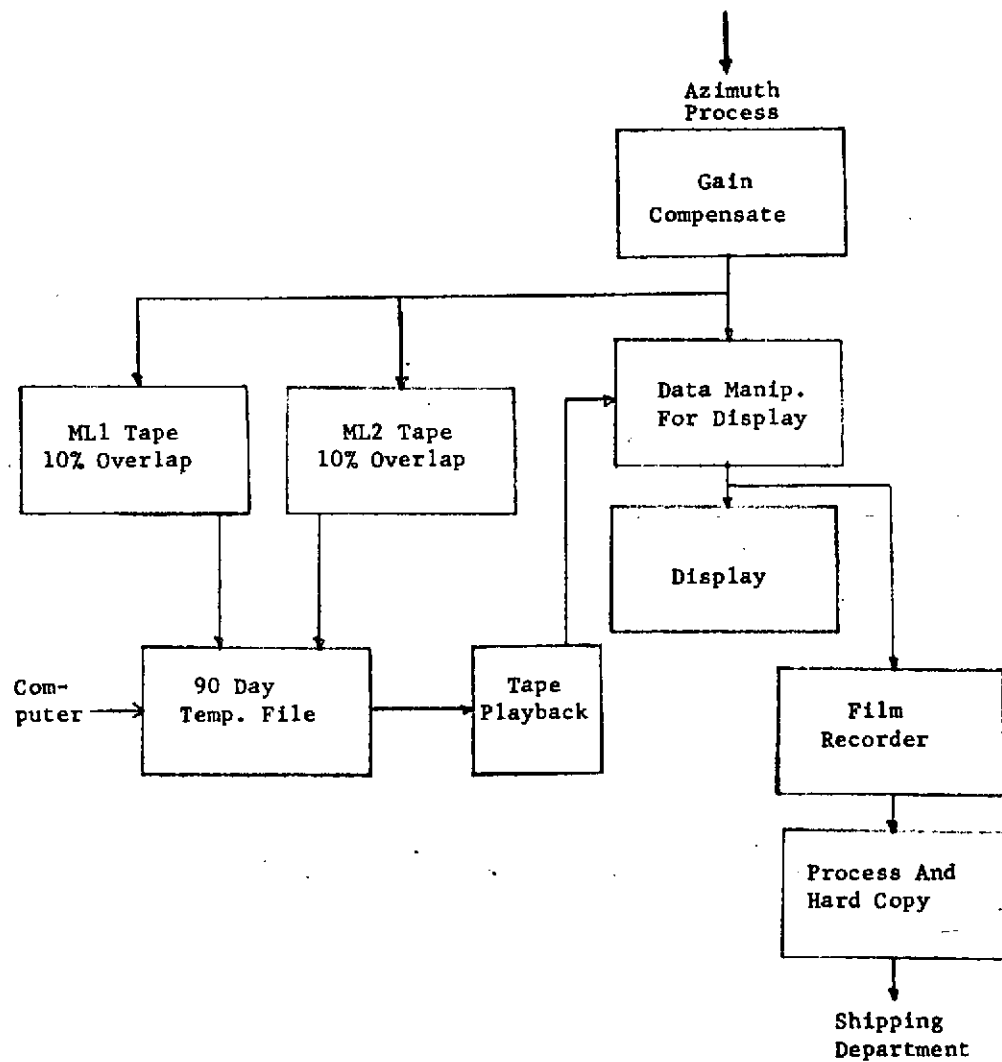 Azimuth
Process
Gain
Compensate
ML1 Tape
10% Overlap
ML2 Tape
10% Overlap
Data Manip.
For Display
Display
Com-
puter
90 Day
Temp. File
Tape
Playback
Film
Recorder
Process And
Hard Copy
Shipping
Department